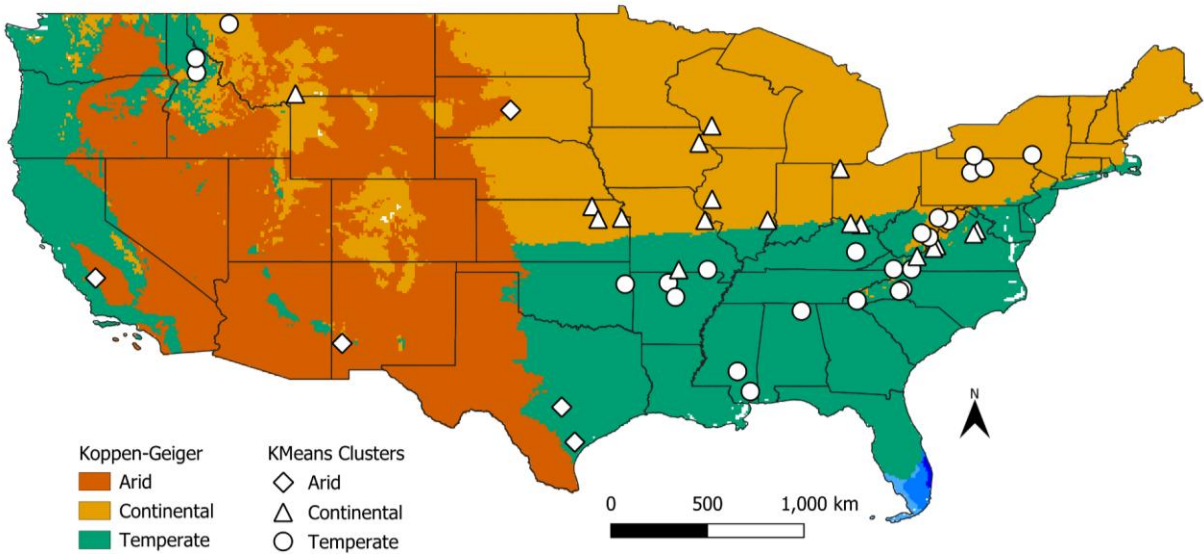 N
Koppen-Geiger
Arid
Continental
Temperate
KMeans Clusters
Arid
Continental
Temperate
0 500 1,000 km